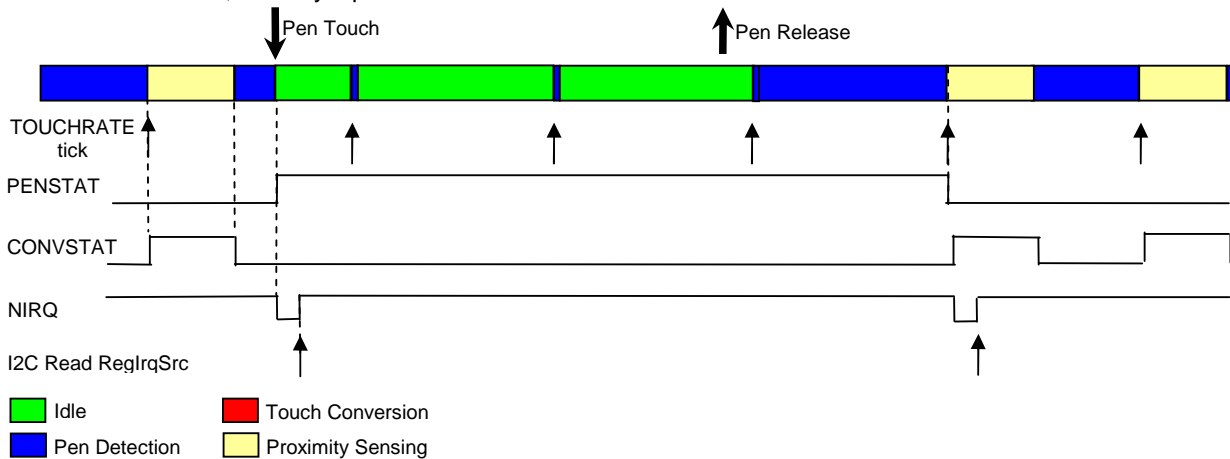 Pen Touch
Pen Release
TOUCHRATE
tick
PENSTAT
CONVSTAT
NIRQ
I2C Read RegIrqSrc
Idle
Touch Conversion
Pen Detection
Proximity Sensing